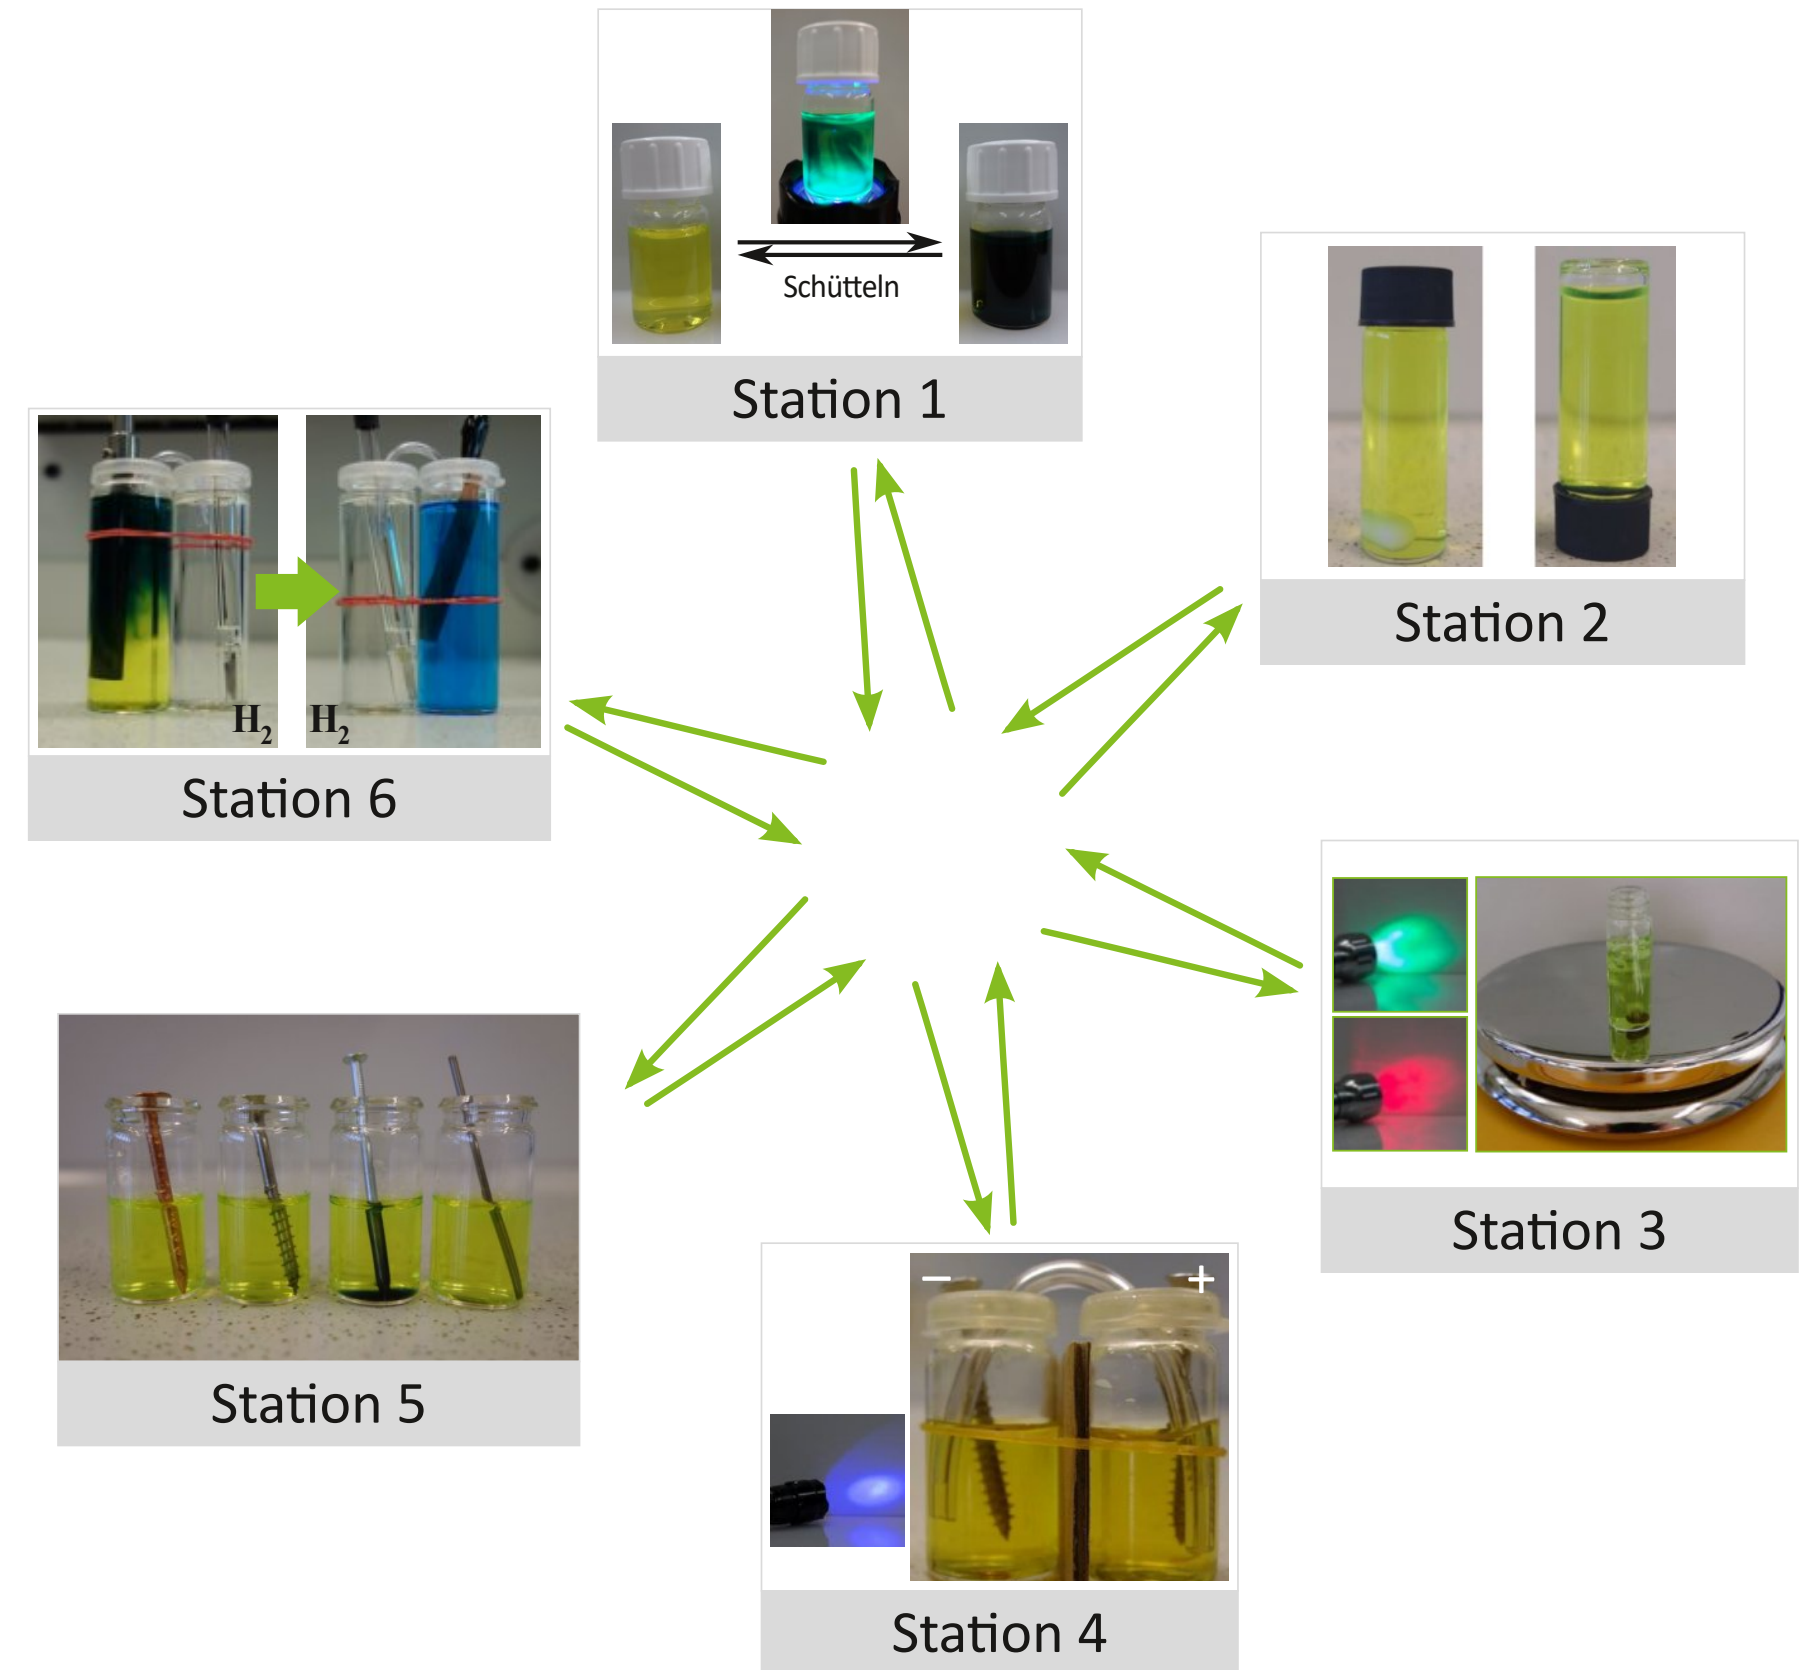 Schütteln
Station 1
Station 2
H₂ H₂
Station 6
Station 3
Station 5
− +
Station 4